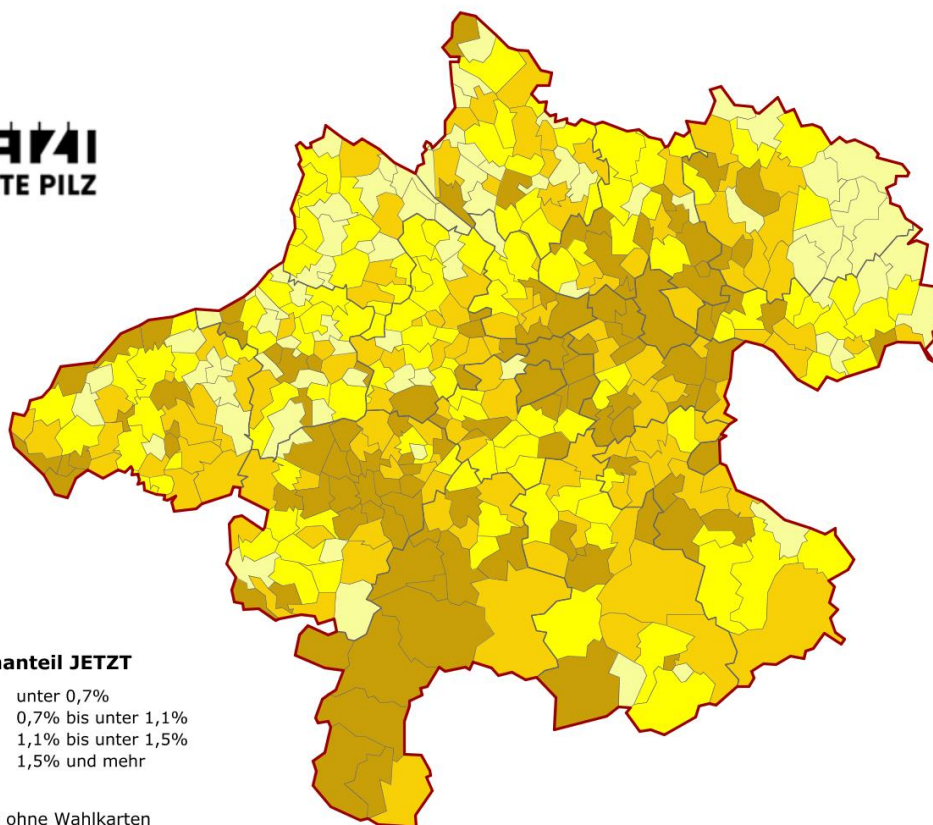 TE PILZ
nanteil JETZT
unter 0,7%
0,7% bis unter 1,1%
1,1% bis unter 1,5%
1,5% und mehr
ohne Wahlkarten